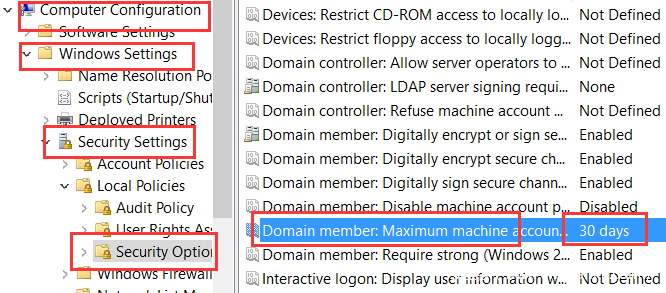 Computer Configuration
Software Settings
Windows Settings
Name Resolution Po
Scripts (Startup/Shut
Deployed Printers
Security Settings
Account Policies
Local Policies
Audit Policy
User Rights As
Security Option
Windows Firewal
Network List M
Devices: Restrict CD-ROM access to locally lo... Not Defined
Devices: Restrict floppy access to locally logg... Not Defined
Domain controller: Allow server operators to ... Not Defined
Domain controller: LDAP server signing requi... None
Domain controller: Refuse machine account ... Not Defined
Domain member: Digitally encrypt or sign se... Enabled
Domain member: Digitally encrypt secure ch... Enabled
Domain member: Digitally sign secure chann... Enabled
Domain member: Disable machine account p... Disabled
Domain member: Maximum machine accoun... 30 days
Domain member: Require strong (Windows 2... Enabled
Interactive logon: Display user information w... Not Defined